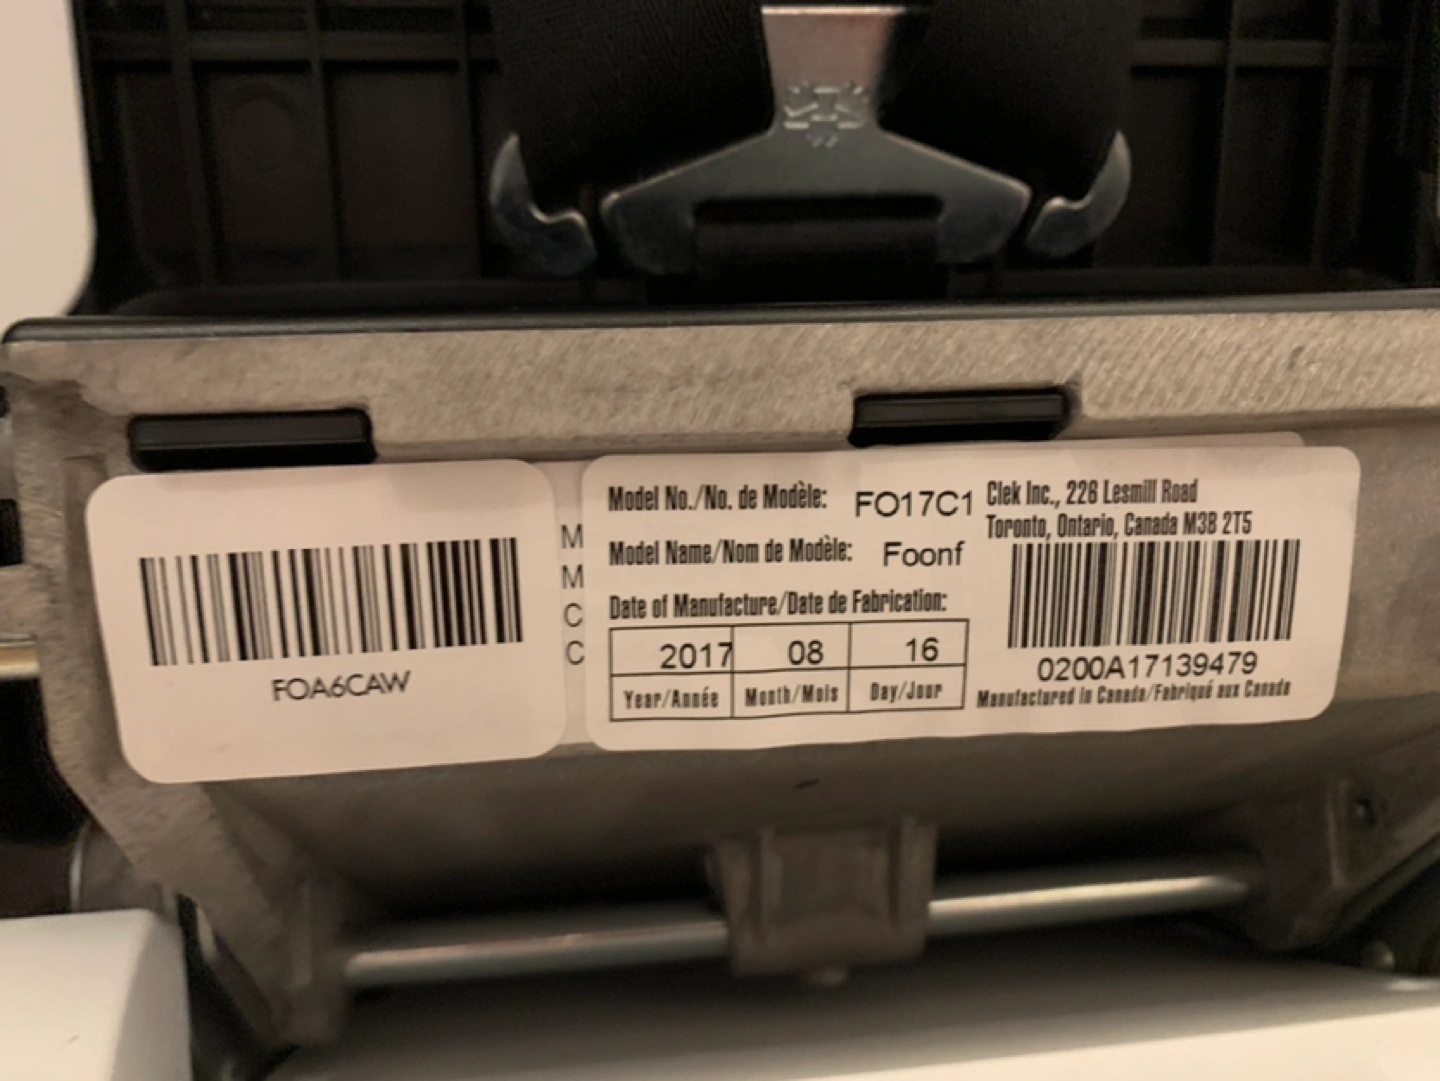 FOA6CAW
M
M
C
C
Model No./No. de Modèle: FO17C1
Model Name/Nom de Modèle: Foonf
Date of Manufacture/Date de Fabrication:
2017 08 16
Year/Année Month/Mois Day/Jour
Clek Inc., 226 Lesmill Road
Toronto, Ontario, Canada M3B 2T5
0200A17139479
Manufactured in Canada/Fabriqué aux Canada